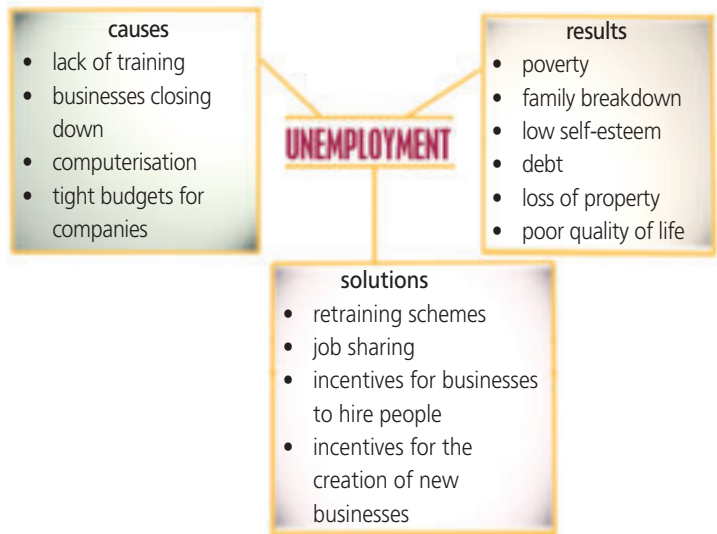 causes
• lack of training
• businesses closing
down
• computerisation
• tight budgets for
companies
UNEMPLOYMENT
results
• poverty
• family breakdown
• low self-esteem
• debt
• loss of property
• poor quality of life
solutions
• retraining schemes
• job sharing
• incentives for businesses
to hire people
• incentives for the
creation of new
businesses